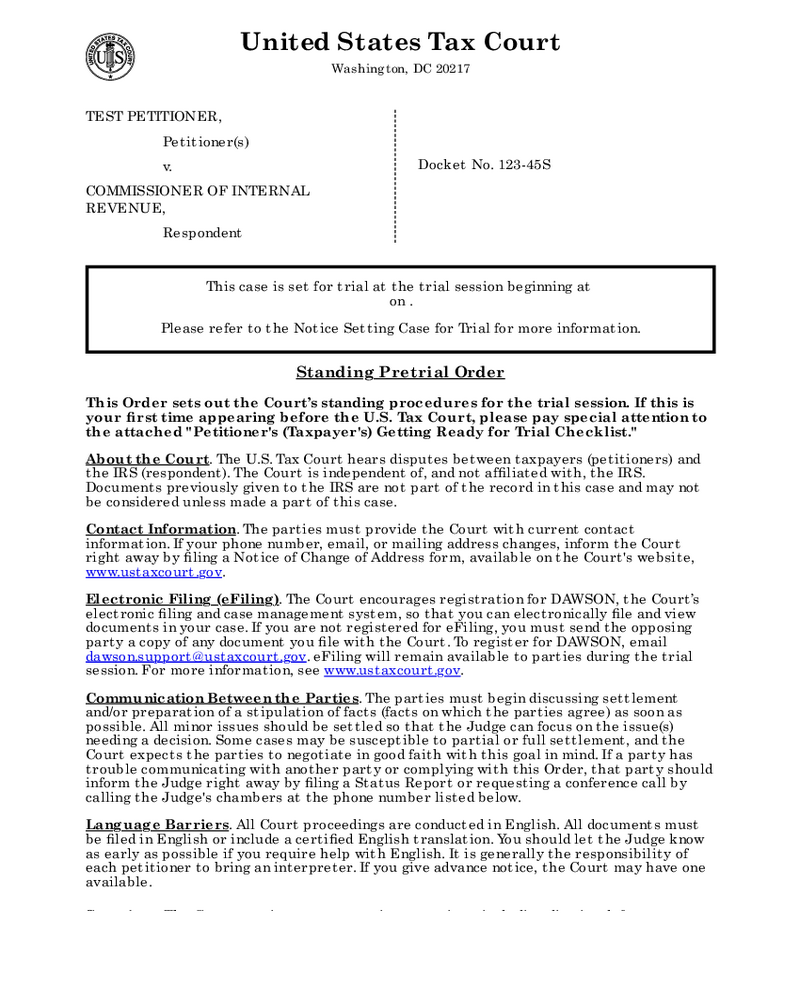 United States Tax Court
Washington, DC 20217
TEST PETITIONER,
Petitioner(s)
v.
COMMISSIONER OF INTERNAL
REVENUE,
Respondent
Docket No. 123-45S
This case is set for trial at the trial session beginning at
on .
Please refer to the Notice Setting Case for Trial for more information.
Standing Pretrial Order
This Order sets out the Court’s standing procedures for the trial session. If this is
your first time appearing before the U.S. Tax Court, please pay special attention to
the attached "Petitioner's (Taxpayer's) Getting Ready for Trial Checklist."
About the Court. The U.S. Tax Court hears disputes between taxpayers (petitioners) and
the IRS (respondent). The Court is independent of, and not affiliated with, the IRS.
Documents previously given to the IRS are not part of the record in this case and may not
be considered unless made a part of this case.
Contact Information. The parties must provide the Court with current contact
information. If your phone number, email, or mailing address changes, inform the Court
right away by filing a Notice of Change of Address form, available on the Court's website,
www.ustaxcourt.gov.
Electronic Filing (eFiling). The Court encourages registration for DAWSON, the Court’s
electronic filing and case management system, so that you can electronically file and view
documents in your case. If you are not registered for eFiling, you must send the opposing
party a copy of any document you file with the Court. To register for DAWSON, email
dawson.support@ustaxcourt.gov. eFiling will remain available to parties during the trial
session. For more information, see www.ustaxcourt.gov.
Communication Between the Parties. The parties must begin discussing settlement
and/or preparation of a stipulation of facts (facts on which the parties agree) as soon as
possible. All minor issues should be settled so that the Judge can focus on the issue(s)
needing a decision. Some cases may be susceptible to partial or full settlement, and the
Court expects the parties to negotiate in good faith with this goal in mind. If a party has
trouble communicating with another party or complying with this Order, that party should
inform the Judge right away by filing a Status Report or requesting a conference call by
calling the Judge's chambers at the phone number listed below.
Language Barriers. All Court proceedings are conducted in English. All documents must
be filed in English or include a certified English translation. You should let the Judge know
as early as possible if you require help with English. It is generally the responsibility of
each petitioner to bring an interpreter. If you give advance notice, the Court may have one
available.